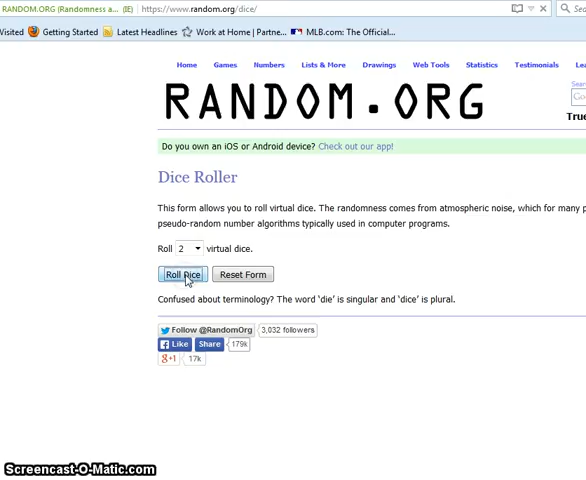 RANDOM.ORG (Randomness a... (IE) https://www.random.org/dice/
Visited Getting Started Latest Headlines Work at Home | Partne... MLB.com: The Official...
Home Games Numbers Lists & More Drawings Web Tools Statistics Testimonials
RANDOM.ORG
True
Do you own an iOS or Android device? Check out our app!
Dice Roller
This form allows you to roll virtual dice. The randomness comes from atmospheric noise, which for many
pseudo-random number algorithms typically used in computer programs.
Roll 2 virtual dice.
Roll Dice Reset Form
Confused about terminology? The word ‘die’ is singular and ‘dice’ is plural.
Follow @RandomOrg 3,032 followers
Like Share 179k
g+1 17k
Screencast-O-Matic.com